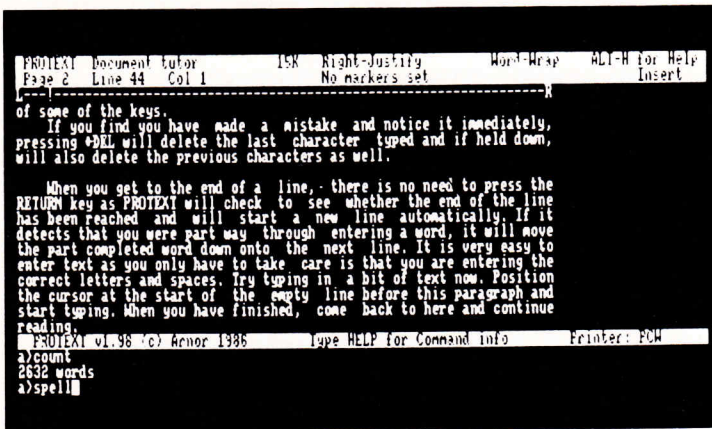 PROTEXT Document tutor 15K Right-Justify Word-Wrap ALT-H for Help
Page 2 Line 44 Col 1 No markers set Insert
L R
of some of the keys.
If you find you have made a mistake and notice it immediately,
pressing ←DEL will delete the last character typed and if held down,
will also delete the previous characters as well.
When you get to the end of a line, there is no need to press the
RETURN key as PROTEXT will check to see whether the end of the line
has been reached and will start a new line automatically. If it
detects that you were part way through entering a word, it will move
the part completed word down onto the next line. It is very easy to
enter text as you only have to take care is that you are entering the
correct letters and spaces. Try typing in a bit of text now. Position
the cursor at the start of the empty line before this paragraph and
start typing. When you have finished, come back to here and continue
reading.
PROTEXT v1.98 (c) Arnor 1986 Type HELP for Command info Printer: PCW
a>count
2632 words
a>spell